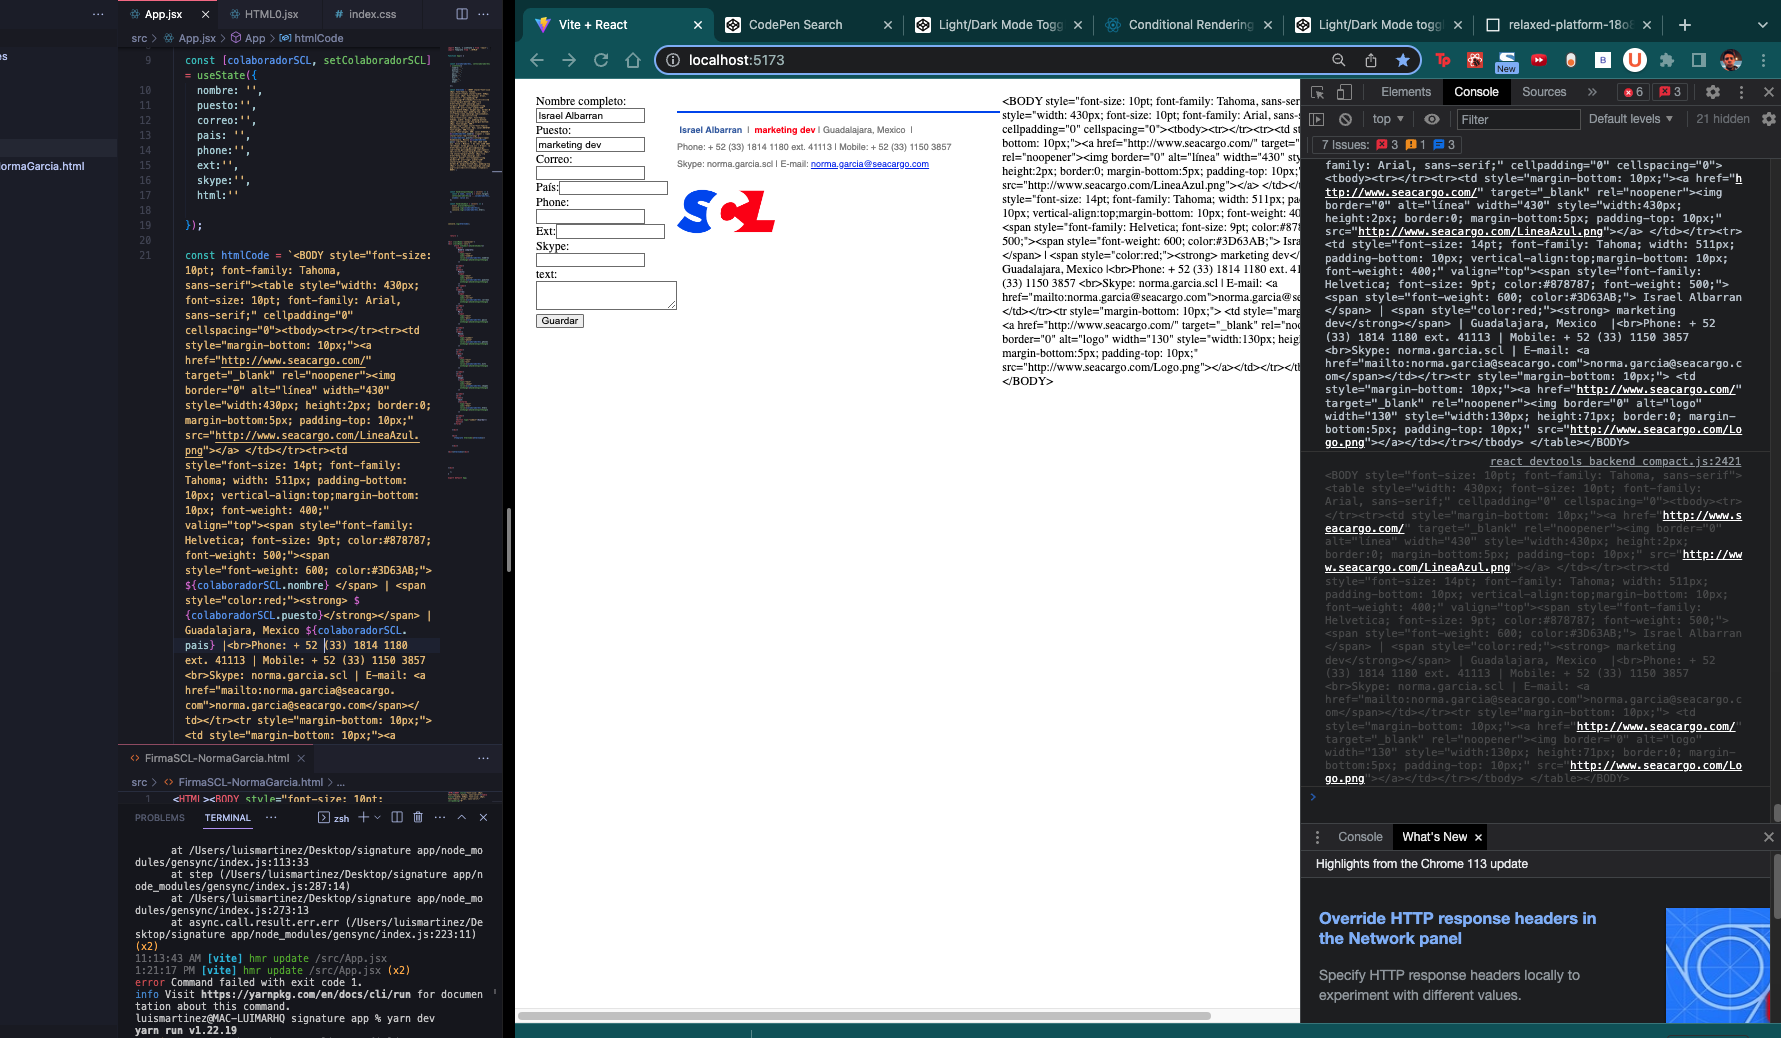 App.jsx
HTML0.jsx
index.css
src > App.jsx > App > htmlCode
ormaGarcia.html
9 const [colaboradorSCL, setColaboradorSCL]
= useState({
10 nombre: '',
11 puesto:'',
12 correo:'',
13 pais: '',
14 phone:'',
15 ext:'',
16 skype:'',
17 html:''
18
19 });
20
21 const htmlCode = `<BODY style="font-size:
10pt; font-family: Tahoma,
sans-serif"><table style="width: 430px;
font-size: 10pt; font-family: Arial,
sans-serif;" cellpadding="0"
cellspacing="0"><tbody><tr></tr><tr><td
style="margin-bottom: 10px;"><a
href="http://www.seacargo.com/"
target="_blank" rel="noopener"><img
border="0" alt="línea" width="430"
style="width:430px; height:2px; border:0;
margin-bottom:5px; padding-top: 10px;"
src="http://www.seacargo.com/LineaAzul.
png"></a> </td></tr><tr><td
style="font-size: 14pt; font-family:
Tahoma; width: 511px; padding-bottom:
10px; vertical-align:top;margin-bottom:
10px; font-weight: 400;"
valign="top"><span style="font-family:
Helvetica; font-size: 9pt; color:#878787;
font-weight: 500;"><span
style="font-weight: 600; color:#3D63AB;">
${colaboradorSCL.nombre} </span> | <span
style="color:red;"><strong> $
{colaboradorSCL.puesto}</strong></span> |
Guadalajara, Mexico ${colaboradorSCL.
pais} |<br>Phone: + 52 (33) 1814 1180
ext. 41113 | Mobile: + 52 (33) 1150 3857
<br>Skype: norma.garcia.scl | E-mail: <a
href="mailto:norma.garcia@seacargo.
com">norma.garcia@seacargo.com</span></
td></tr><tr style="margin-bottom: 10px;">
<td style="margin-bottom: 10px;"><a
FirmaSCL-NormaGarcia.html
src > FirmaSCL-NormaGarcia.html > ...
1 <HTML><BODY style="font-size: 10pt;
PROBLEMS TERMINAL ... zsh
at /Users/luismartinez/Desktop/signature app/node_mo
dules/gensync/index.js:113:33
at step (/Users/luismartinez/Desktop/signature app/n
ode_modules/gensync/index.js:287:14)
at /Users/luismartinez/Desktop/signature app/node_mo
dules/gensync/index.js:273:13
at async.call.result.err.err (/Users/luismartinez/De
sktop/signature app/node_modules/gensync/index.js:223:11)
(x2)
11:13:43 AM [vite] hmr update /src/App.jsx
1:21:17 PM [vite] hmr update /src/App.jsx (x2)
error Command failed with exit code 1.
info Visit https://yarnpkg.com/en/docs/cli/run for documen
tation about this command.
luismartinez@MAC-LUIMARHQ signature app % yarn dev
yarn run v1.22.19
Vite + React
CodePen Search
Light/Dark Mode Togg
Conditional Rendering
Light/Dark Mode toggl
relaxed-platform-18o8
localhost:5173
New
Nombre completo:
Israel Albarran
Puesto:
marketing dev
Correo:
País:
Phone:
Ext:
Skype:
text:
Guardar
Israel Albarran | marketing dev | Guadalajara, Mexico |
Phone: + 52 (33) 1814 1180 ext. 41113 | Mobile: + 52 (33) 1150 3857
Skype: norma.garcia.scl | E-mail: norma.garcia@seacargo.com
SCL
<BODY style="font-size: 10pt; font-family: Tahoma, sans-ser
style="width: 430px; font-size: 10pt; font-family: Arial, sans-
cellpadding="0" cellspacing="0"><tbody><tr></tr><tr><td st
bottom: 10px;"><a href="http://www.seacargo.com/" target="
rel="noopener"><img border="0" alt="línea" width="430" st
height:2px; border:0; margin-bottom:5px; padding-top: 10px;"
src="http://www.seacargo.com/LineaAzul.png"></a> </td></t
style="font-size: 14pt; font-family: Tahoma; width: 511px; pa
10px; vertical-align:top;margin-bottom: 10px; font-weight: 40
<span style="font-family: Helvetica; font-size: 9pt; color:#878
500;"><span style="font-weight: 600; color:#3D63AB;"> Isra
</span> | <span style="color:red;"><strong> marketing dev</
Guadalajara, Mexico |<br>Phone: + 52 (33) 1814 1180 ext. 41
(33) 1150 3857 <br>Skype: norma.garcia.scl | E-mail: <a
href="mailto:norma.garcia@seacargo.com">norma.garcia@se
</td></tr><tr style="margin-bottom: 10px;"> <td style="marg
<a href="http://www.seacargo.com/" target="_blank" rel="noo
border="0" alt="logo" width="130" style="width:130px; heig
margin-bottom:5px; padding-top: 10px;"
src="http://www.seacargo.com/Logo.png"></a></td></tr></tb
</BODY>
Elements Console Sources » 6 3
top Filter Default levels 21 hidden
7 Issues: 3 1 3
family: Arial, sans-serif;" cellpadding="0" cellspacing="0">
<tbody><tr></tr><tr><td style="margin-bottom: 10px;"><a href="h
ttp://www.seacargo.com/" target="_blank" rel="noopener"><img
border="0" alt="línea" width="430" style="width:430px;
height:2px; border:0; margin-bottom:5px; padding-top: 10px;"
src="http://www.seacargo.com/LineaAzul.png"></a> </td></tr><tr>
<td style="font-size: 14pt; font-family: Tahoma; width: 511px;
padding-bottom: 10px; vertical-align:top;margin-bottom: 10px;
font-weight: 400;" valign="top"><span style="font-family:
Helvetica; font-size: 9pt; color:#878787; font-weight: 500;">
<span style="font-weight: 600; color:#3D63AB;"> Israel Albarran
</span> | <span style="color:red;"><strong> marketing
dev</strong></span> | Guadalajara, Mexico |<br>Phone: + 52
(33) 1814 1180 ext. 41113 | Mobile: + 52 (33) 1150 3857
<br>Skype: norma.garcia.scl | E-mail: <a
href="mailto:norma.garcia@seacargo.com">norma.garcia@seacargo.c
om</span></td></tr><tr style="margin-bottom: 10px;"> <td
style="margin-bottom: 10px;"><a href="http://www.seacargo.com/"
target="_blank" rel="noopener"><img border="0" alt="logo"
width="130" style="width:130px; height:71px; border:0; margin-
bottom:5px; padding-top: 10px;" src="http://www.seacargo.com/Lo
go.png"></a></td></tr></tbody> </table></BODY>
react_devtools_backend_compact.js:2421
<BODY style="font-size: 10pt; font-family: Tahoma, sans-serif">
<table style="width: 430px; font-size: 10pt; font-family:
Arial, sans-serif;" cellpadding="0" cellspacing="0"><tbody><tr>
</tr><tr><td style="margin-bottom: 10px;"><a href="http://www.s
eacargo.com/" target="_blank" rel="noopener"><img border="0"
alt="línea" width="430" style="width:430px; height:2px;
border:0; margin-bottom:5px; padding-top: 10px;" src="http://ww
w.seacargo.com/LineaAzul.png"></a> </td></tr><tr><td
style="font-size: 14pt; font-family: Tahoma; width: 511px;
padding-bottom: 10px; vertical-align:top;margin-bottom: 10px;
font-weight: 400;" valign="top"><span style="font-family:
Helvetica; font-size: 9pt; color:#878787; font-weight: 500;">
<span style="font-weight: 600; color:#3D63AB;"> Israel Albarran
</span> | <span style="color:red;"><strong> marketing
dev</strong></span> | Guadalajara, Mexico |<br>Phone: + 52
(33) 1814 1180 ext. 41113 | Mobile: + 52 (33) 1150 3857
<br>Skype: norma.garcia.scl | E-mail: <a
href="mailto:norma.garcia@seacargo.com">norma.garcia@seacargo.c
om</span></td></tr><tr style="margin-bottom: 10px;"> <td
style="margin-bottom: 10px;"><a href="http://www.seacargo.com/"
target="_blank" rel="noopener"><img border="0" alt="logo"
width="130" style="width:130px; height:71px; border:0; margin-
bottom:5px; padding-top: 10px;" src="http://www.seacargo.com/Lo
go.png"></a></td></tr></tbody> </table></BODY>
Console What's New
Highlights from the Chrome 113 update
Override HTTP response headers in
the Network panel
Specify HTTP response headers locally to
experiment with different values.